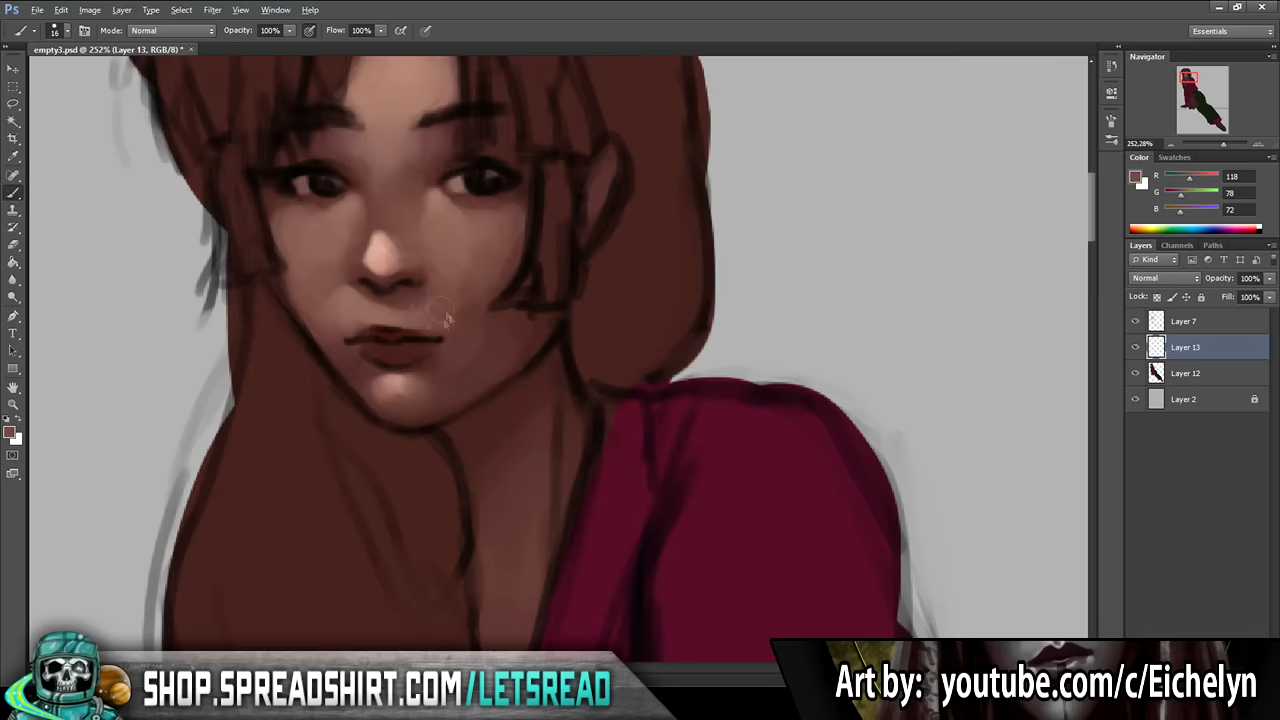 Ps File Edit Image Layer Type Select Filter View Window Help
16 Mode: Normal Opacity: 100% Flow: 100% Essentials
empty3.psd @ 252% (Layer 13, RGB/8) * ×
Navigator
252.28%
Color Swatches
R 118
G 78
B 72
Layers Channels Paths
Kind
Normal Opacity: 100%
Lock: Fill: 100%
Layer 7
Layer 13
Layer 12
Layer 2
SHOP.SPREADSHIRT.COM/LETSREAD
Art by: youtube.com/c/Eichelyn